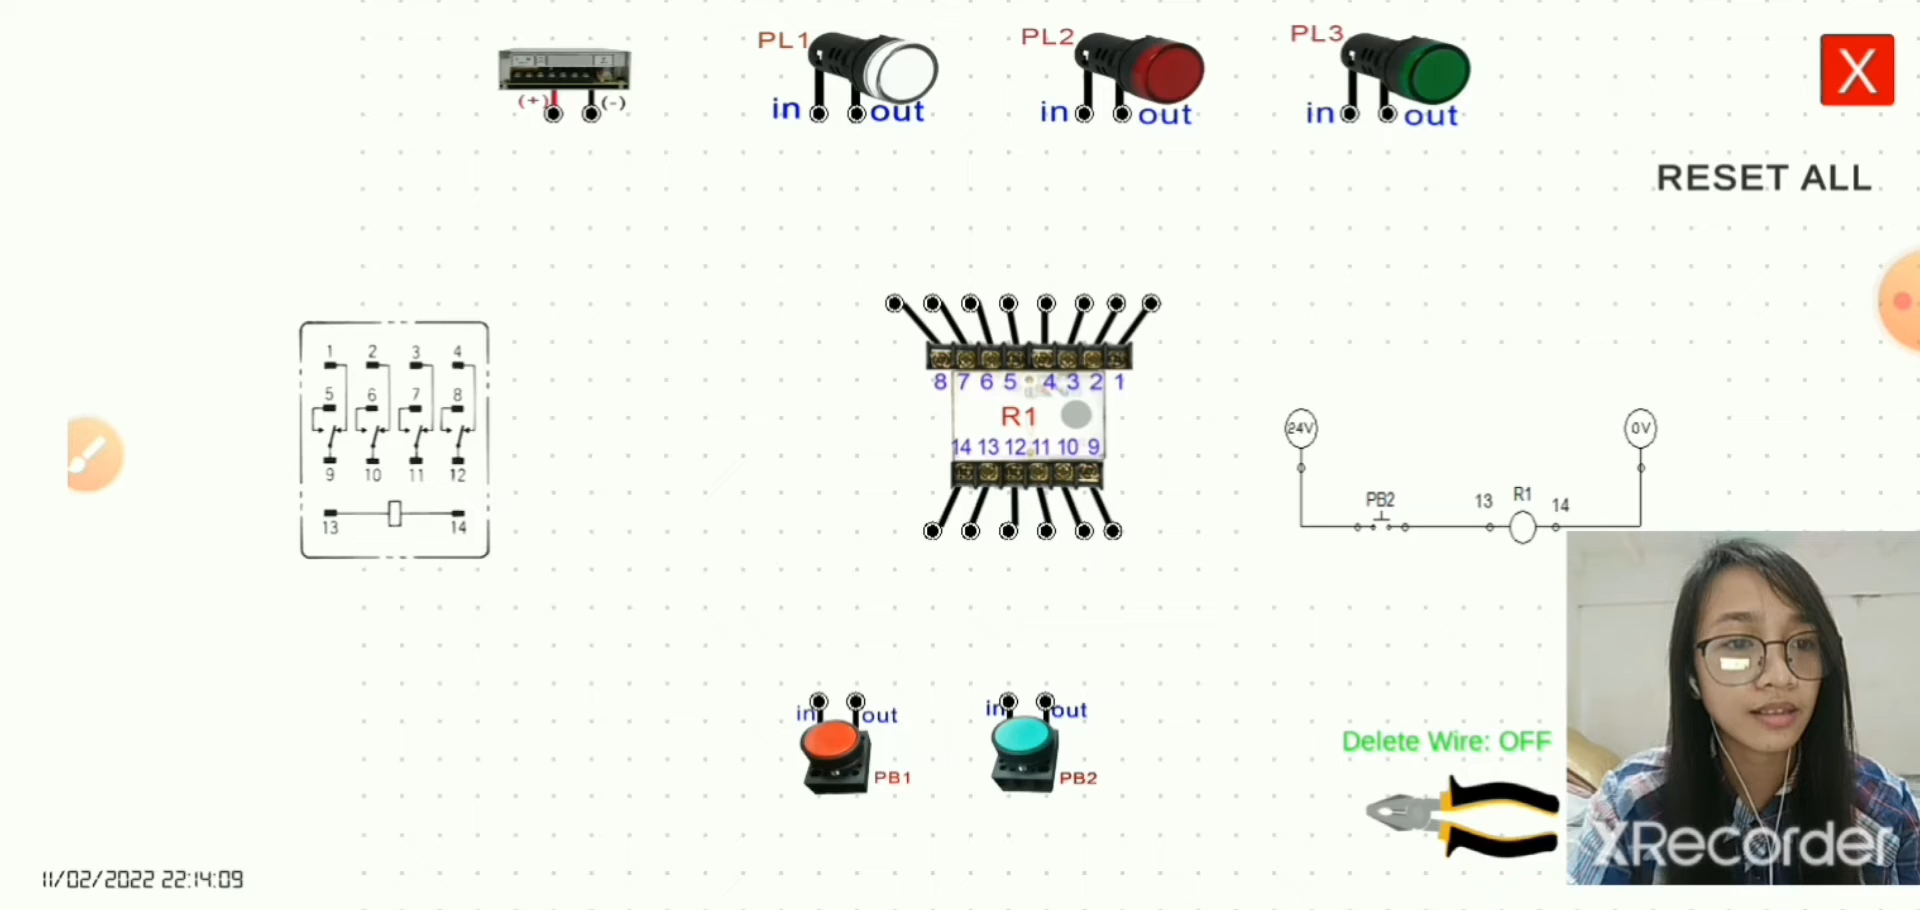 PL1
PL2
PL3
X
(+) (-)
in out
in out
in out
RESET ALL
1 2 3 4
5 6 7 8
9 10 11 12
13 14
8 7 6 5 4 3 2 1
R1
14 13 12 11 10 9
24V
0V
PB2 13 R1 14
in out
in out
PB1
PB2
Delete Wire: OFF
XRecorder
11/02/2022 22:14:09